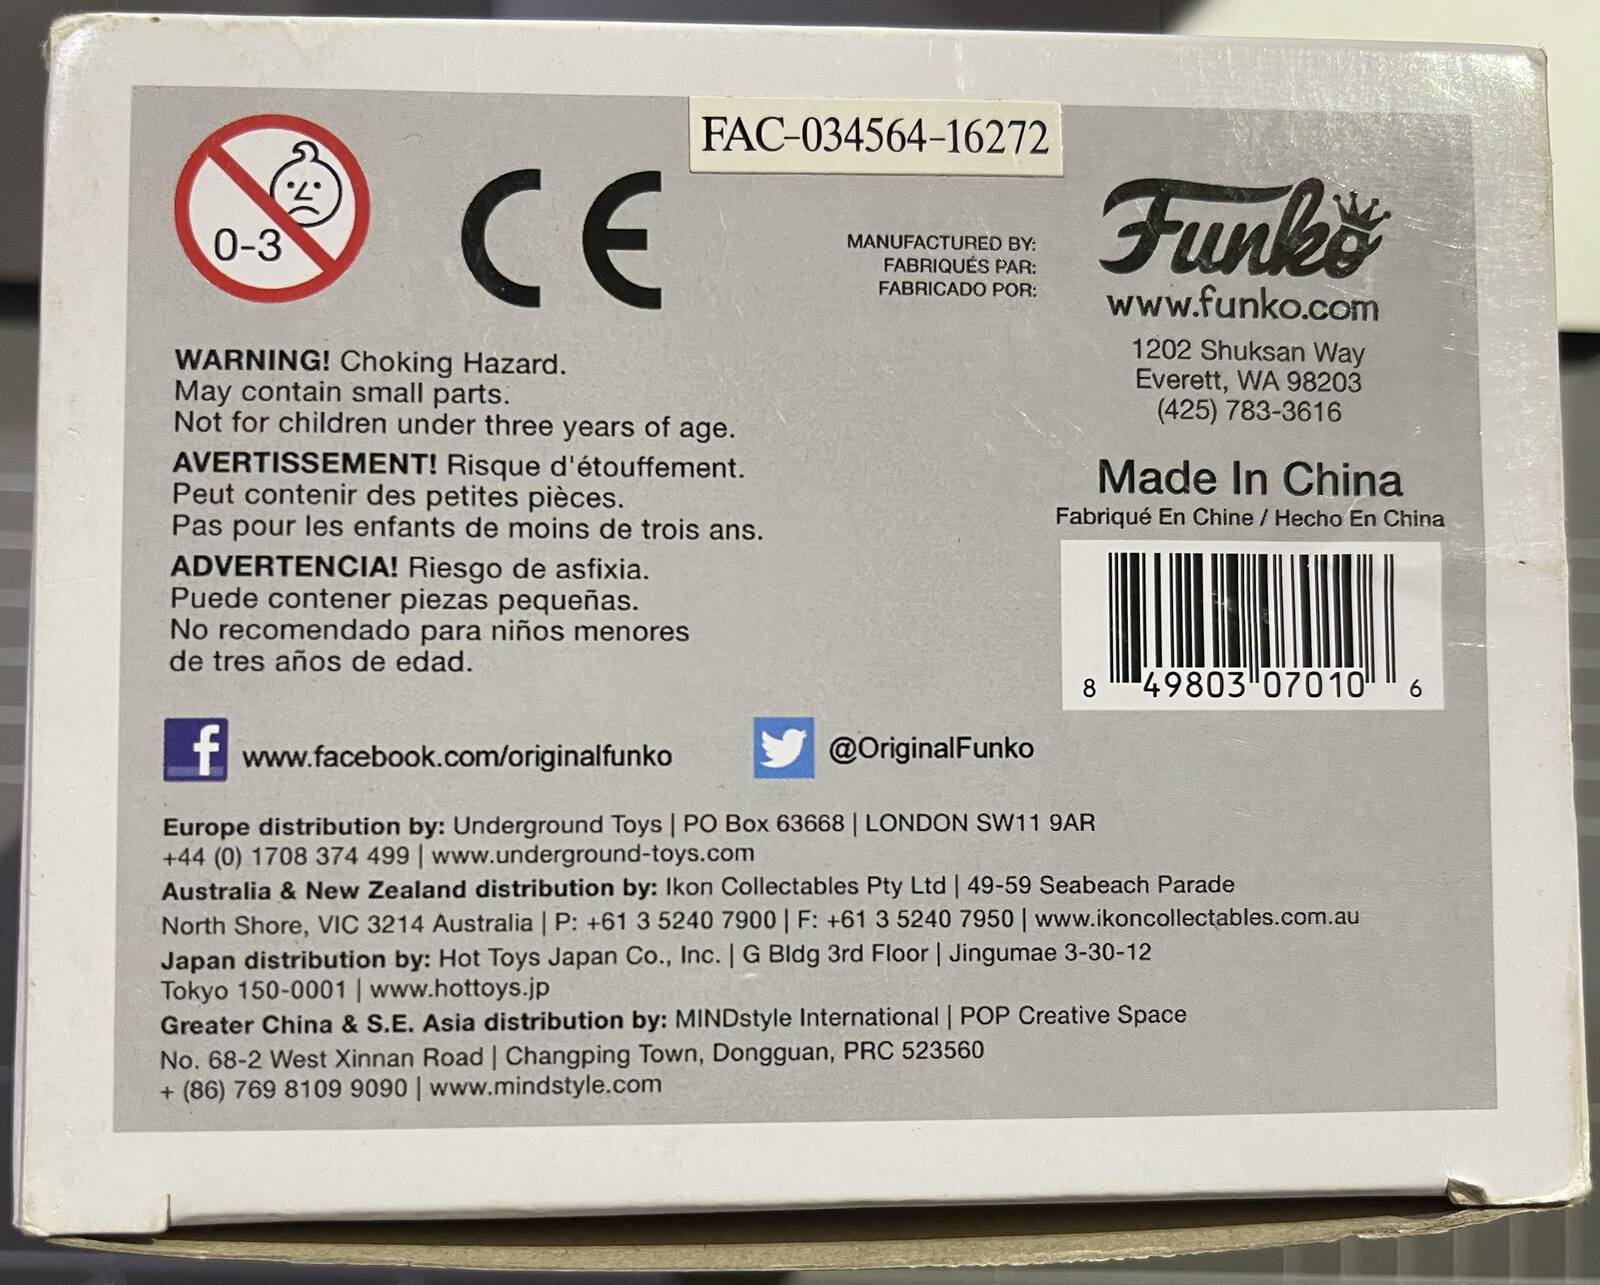 FAC-034564-16272
0-3
CE
MANUFACTURED BY:
FABRIQUÉS PAR:
FABRICADO POR:
Funko
www.funko.com
1202 Shuksan Way
Everett, WA 98203
(425) 783-3616
WARNING! Choking Hazard.
May contain small parts.
Not for children under three years of age.
AVERTISSEMENT! Risque d'étouffement.
Peut contenir des petites pièces.
Pas pour les enfants de moins de trois ans.
ADVERTENCIA! Riesgo de asfixia.
Puede contener piezas pequeñas.
No recomendado para niños menores
de tres años de edad.
Made In China
Fabriqué En Chine / Hecho En China
8 49803 07010 6
f www.facebook.com/originalfunko
@OriginalFunko
Europe distribution by: Underground Toys | PO Box 63668 | LONDON SW11 9AR
+44 (0) 1708 374 499 | www.underground-toys.com
Australia & New Zealand distribution by: Ikon Collectables Pty Ltd | 49-59 Seabeach Parade
North Shore, VIC 3214 Australia | P: +61 3 5240 7900 | F: +61 3 5240 7950 | www.ikoncollectables.com.au
Japan distribution by: Hot Toys Japan Co., Inc. | G Bldg 3rd Floor | Jingumae 3-30-12
Tokyo 150-0001 | www.hottoys.jp
Greater China & S.E. Asia distribution by: MINDstyle International | POP Creative Space
No. 68-2 West Xinnan Road | Changping Town, Dongguan, PRC 523560
+ (86) 769 8109 9090 | www.mindstyle.com